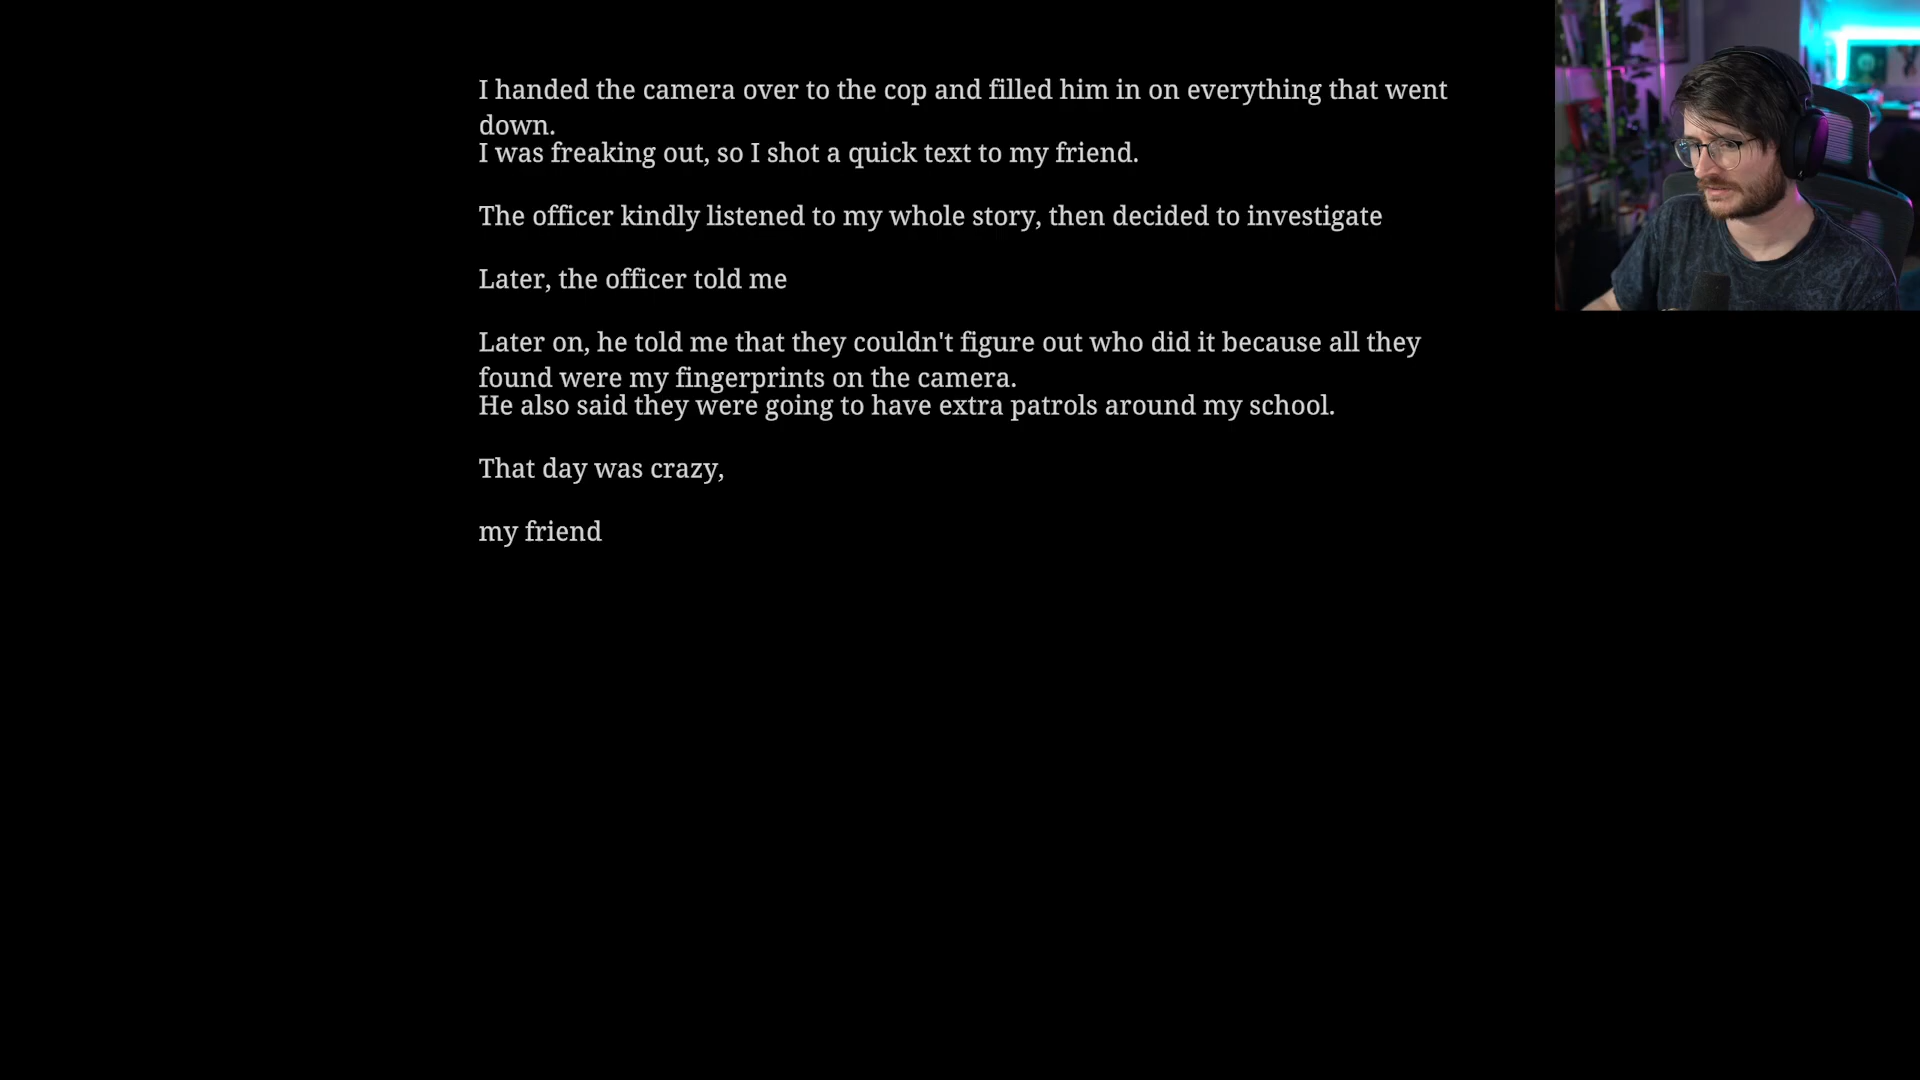 I handed the camera over to the cop and filled him in on everything that went
down.
I was freaking out, so I shot a quick text to my friend.
The officer kindly listened to my whole story, then decided to investigate
Later, the officer told me
Later on, he told me that they couldn't figure out who did it because all they
found were my fingerprints on the camera.
He also said they were going to have extra patrols around my school.
That day was crazy,
my friend